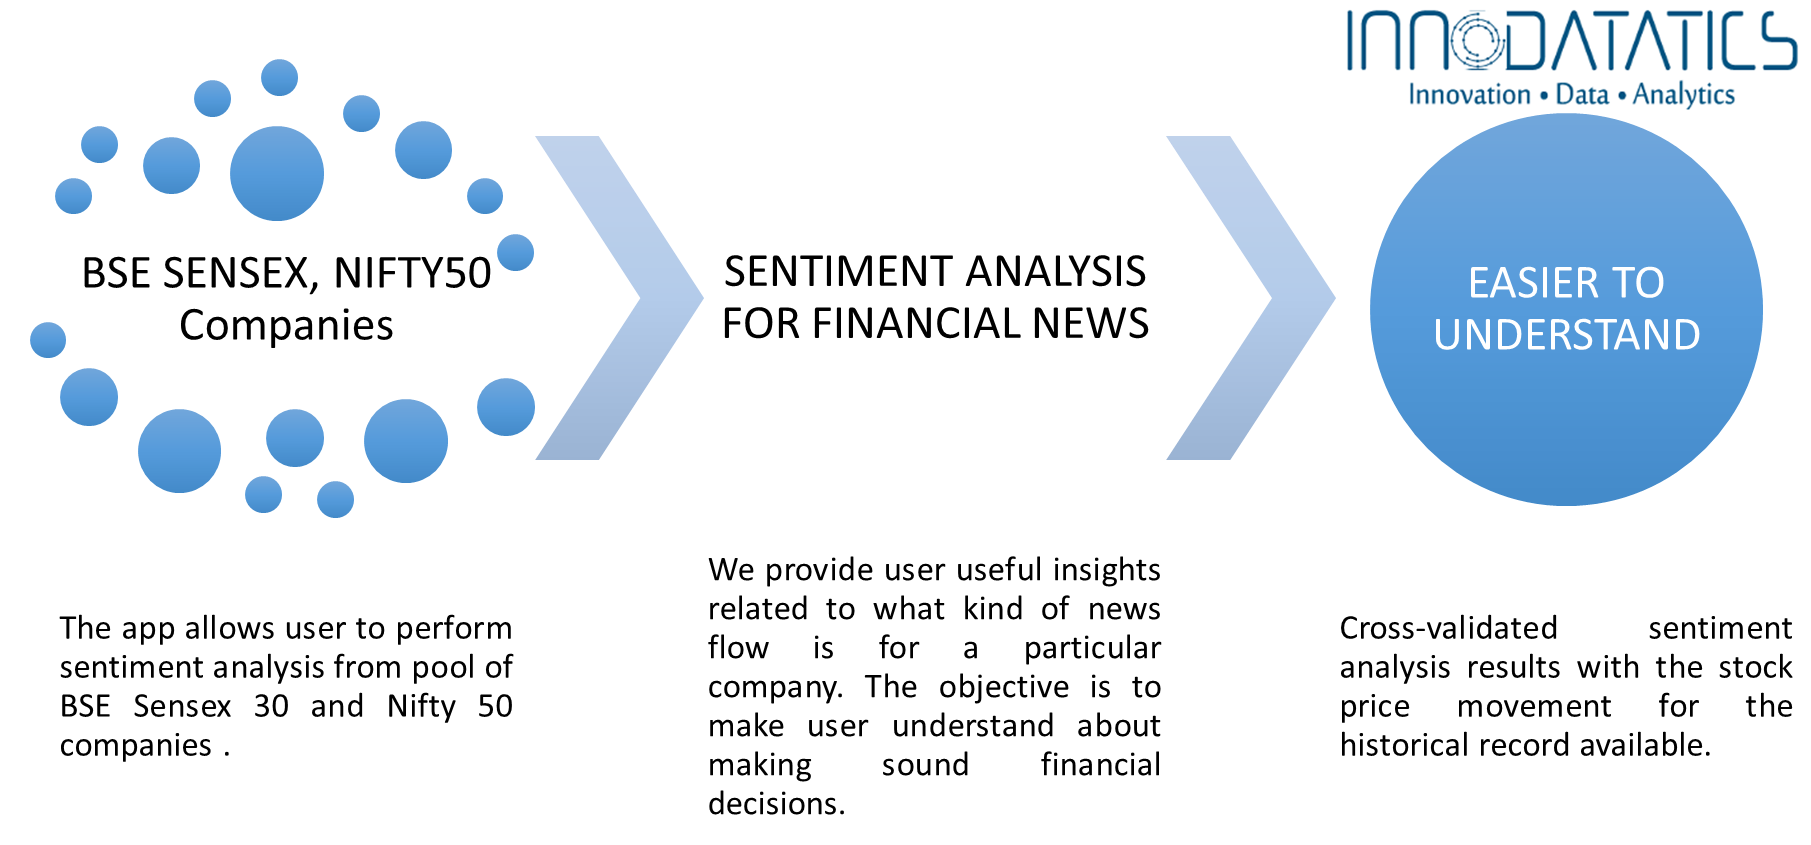 INNODATATICS
Innovation • Data • Analytics
BSE SENSEX, NIFTY50
Companies
SENTIMENT ANALYSIS
FOR FINANCIAL NEWS
EASIER TO
UNDERSTAND
The app allows user to perform
sentiment analysis from pool of
BSE Sensex 30 and Nifty 50
companies .
We provide user useful insights
related to what kind of news
flow is for a particular
company. The objective is to
make user understand about
making sound financial
decisions.
Cross-validated sentiment
analysis results with the stock
price movement for the
historical record available.